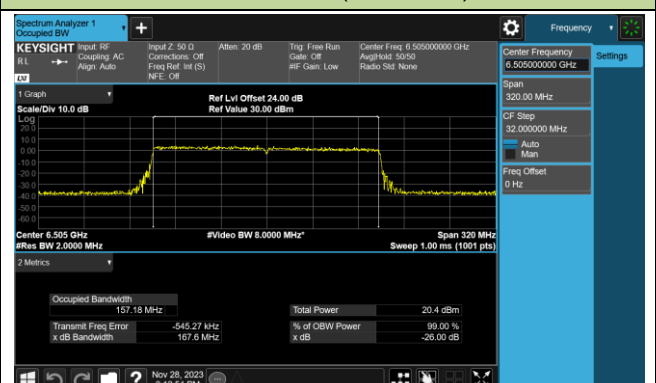 Spectrum Analyzer 1
Occupied BW
Frequency
KEYSIGHT
RL
Input: RF
Coupling: AC
Align: Auto
Input Z: 50 Ω
Corrections: Off
Freq Ref: Int (S)
NFE: Off
Atten: 20 dB
Trig: Free Run
Gate: Off
#IF Gain: Low
Center Freq: 6.505000000 GHz
Avg|Hold: 50/50
Radio Std: None
Center Frequency
6.505000000 GHz
Settings
Span
320.00 MHz
CF Step
32.000000 MHz
Auto
Man
Freq Offset
0 Hz
1 Graph
Scale/Div 10.0 dB
Ref Lvl Offset 24.00 dB
Ref Value 30.00 dBm
Log
20.0
10.0
0.00
-10.0
-20.0
-30.0
-40.0
-50.0
-60.0
Center 6.505 GHz
#Video BW 8.0000 MHz*
Span 320 MHz
#Res BW 2.0000 MHz
Sweep 1.00 ms (1001 pts)
2 Metrics
Occupied Bandwidth
157.18 MHz
Total Power
20.4 dBm
Transmit Freq Error
-545.27 kHz
% of OBW Power
99.00 %
x dB Bandwidth
167.6 MHz
x dB
-26.00 dB
?
Nov 28, 2023